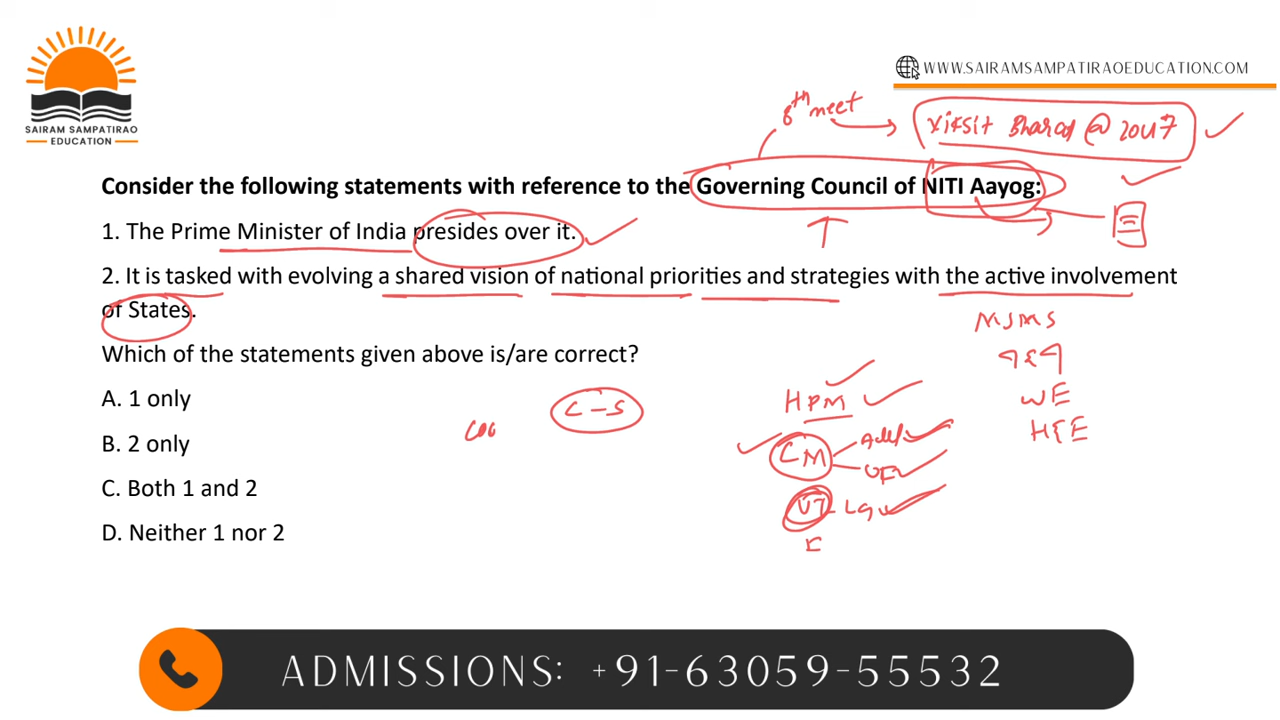 SAIRAM SAMPATIRAO
EDUCATION
WWW.SAIRAMSAMPATIRAOEDUCATION.COM
8th meet
Viksit Bharat @ 2047
Consider the following statements with reference to the Governing Council of NITI Aayog:
1. The Prime Minister of India presides over it.
2. It is tasked with evolving a shared vision of national priorities and strategies with the active involvement
of States.
Which of the statements given above is/are correct?
A. 1 only
B. 2 only
C. Both 1 and 2
D. Neither 1 nor 2
C-S
HPM
CM
UT
LG
WE
ADMISSIONS: +91-63059-55532